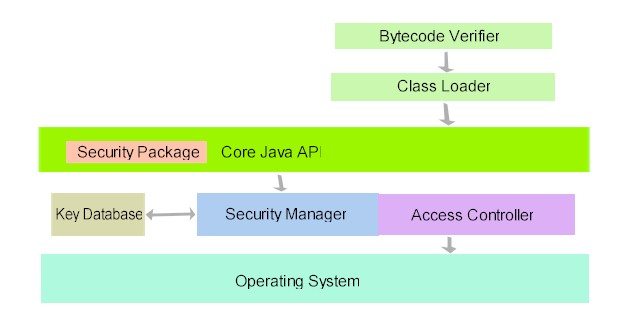 Bytecode Verifier
Class Loader
Security Package Core Java API
Key Database Security Manager Access Controller
Operating System